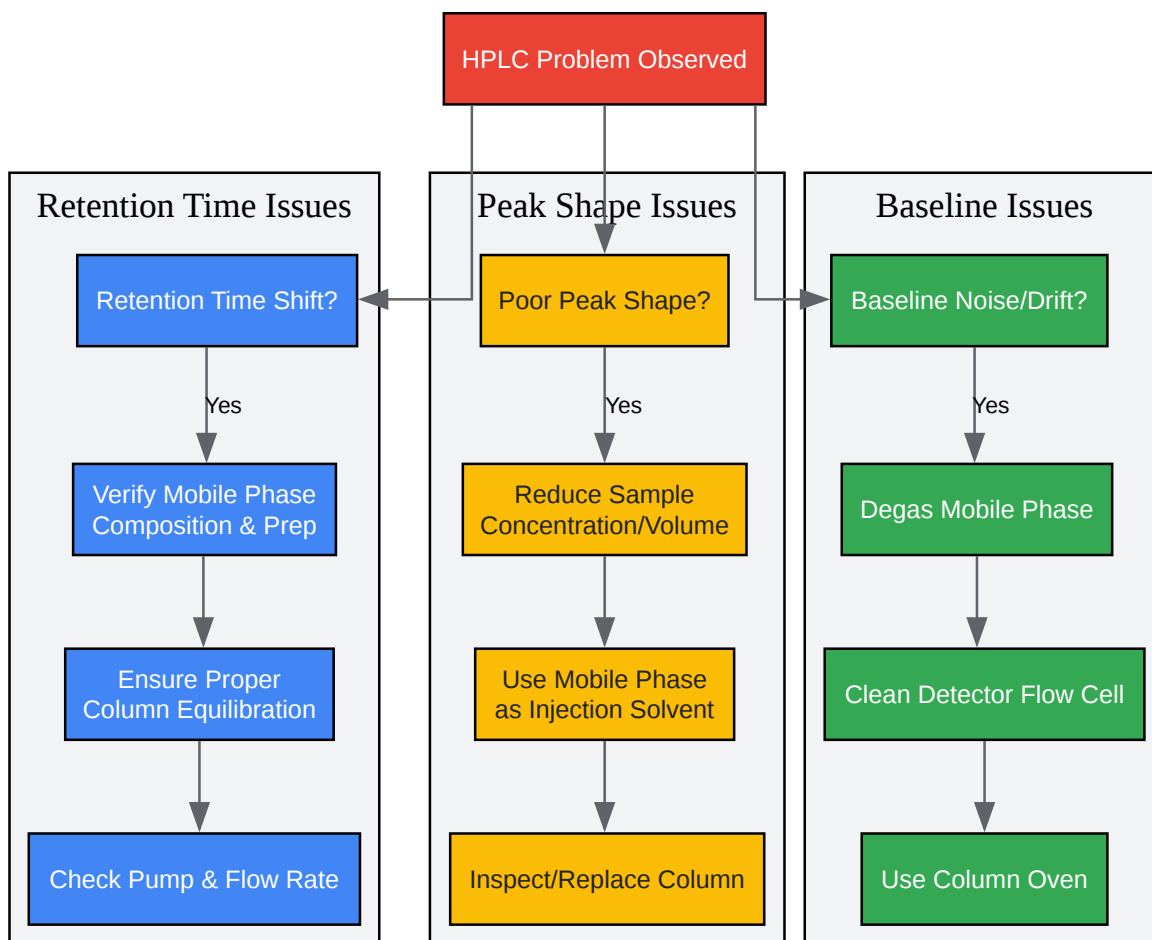 HPLC Problem Observed
Retention Time Issues
Retention Time Shift?
Yes
Verify Mobile Phase
Composition & Prep
Ensure Proper
Column Equilibration
Check Pump & Flow Rate
Peak Shape Issues
Poor Peak Shape?
Yes
Reduce Sample
Concentration/Volume
Use Mobile Phase
as Injection Solvent
Inspect/Replace Column
Baseline Issues
Baseline Noise/Drift?
Yes
Degas Mobile Phase
Clean Detector Flow Cell
Use Column Oven